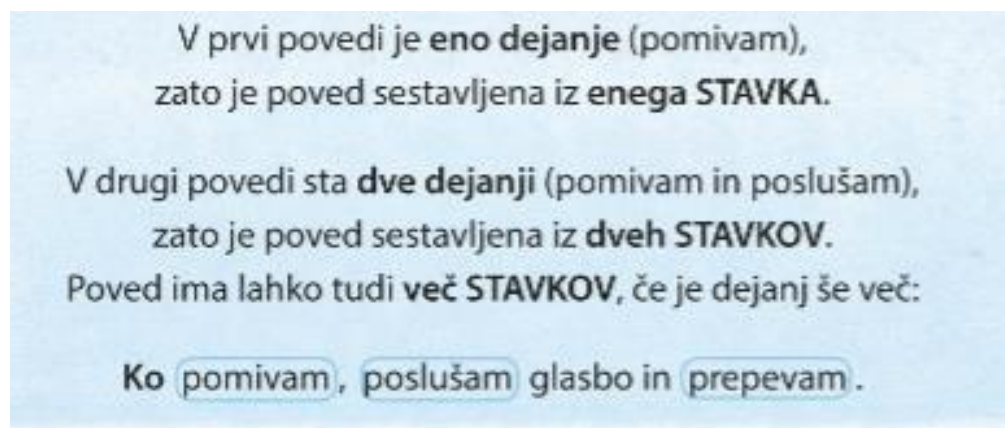 V prvi povedi je eno dejanje (pomivam),
zato je poved sestavljena iz enega STAVKA.
V drugi povedi sta dve dejanji (pomivam in poslušam),
zato je poved sestavljena iz dveh STAVKOV.
Poved ima lahko tudi več STAVKOV, če je dejanj še več:
Ko pomivam, poslušam glasbo in prepevam.